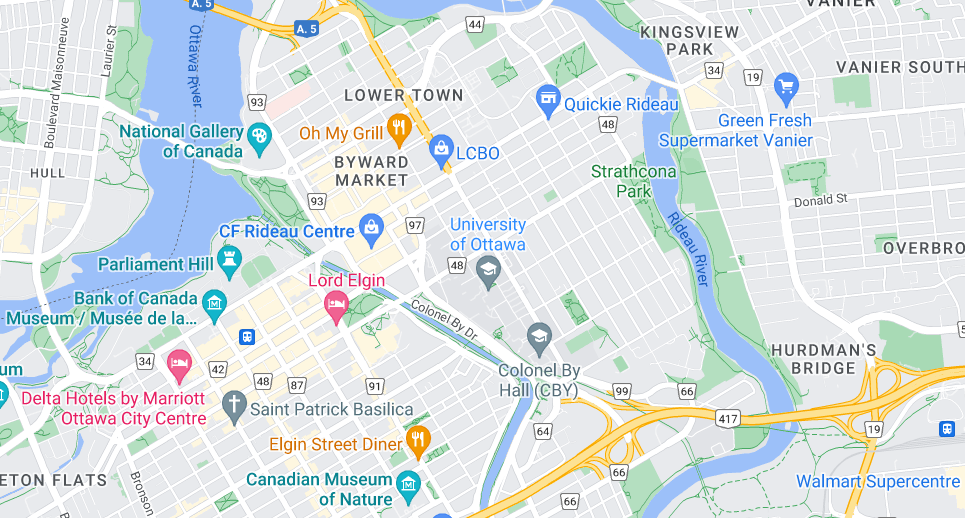 A. 5
VANIER
A. 5
44
KINGSVIEW
PARK
Boulevard Maisonneuve
Laurier St
Ottawa River
34
19
VANIER SOUTH
93
LOWER TOWN
Quickie Rideau
48
Green Fresh
Supermarket Vanier
National Gallery
of Canada
Oh My Grill
LCBO
BYWARD
MARKET
HULL
Strathcona
Park
93
Donald St
CF Rideau Centre
97
University
of Ottawa
Rideau River
OVERBRO
Parliament Hill
48
Lord Elgin
Bank of Canada
Museum / Musée de la...
Colonel By Dr
34
42
48
87
91
um
Colonel By
Hall (CBY)
HURDMAN'S
BRIDGE
99
66
417
Delta Hotels by Marriott
Ottawa City Centre
Saint Patrick Basilica
64
19
Elgin Street Diner
66
ETON FLATS
Bronson
Canadian Museum
of Nature
66
Walmart Supercentre